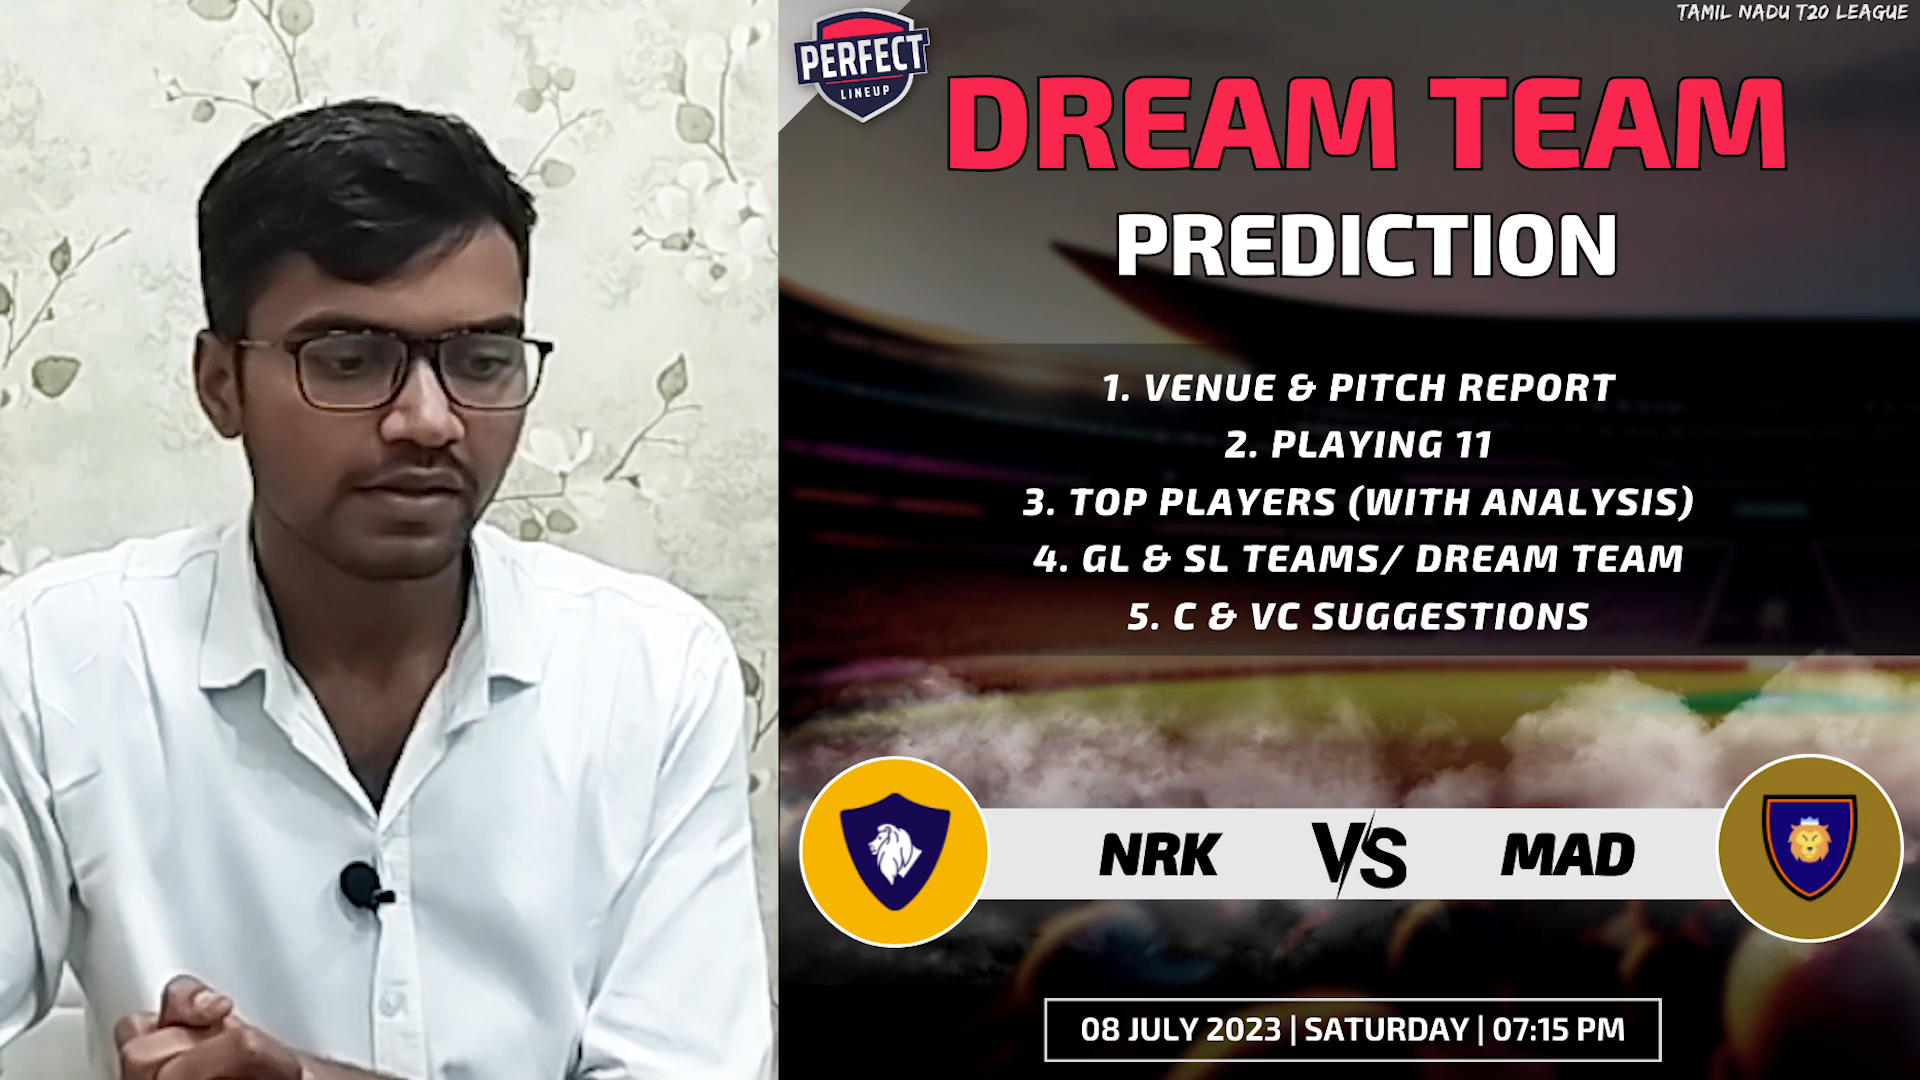 TAMIL NADU T20 LEAGUE
PERFECT
LINEUP
DREAM TEAM
PREDICTION
1. VENUE & PITCH REPORT
2. PLAYING 11
3. TOP PLAYERS (WITH ANALYSIS)
4. GL & SL TEAMS/ DREAM TEAM
5. C & VC SUGGESTIONS
NRK VS MAD
08 JULY 2023 | SATURDAY | 07:15 PM